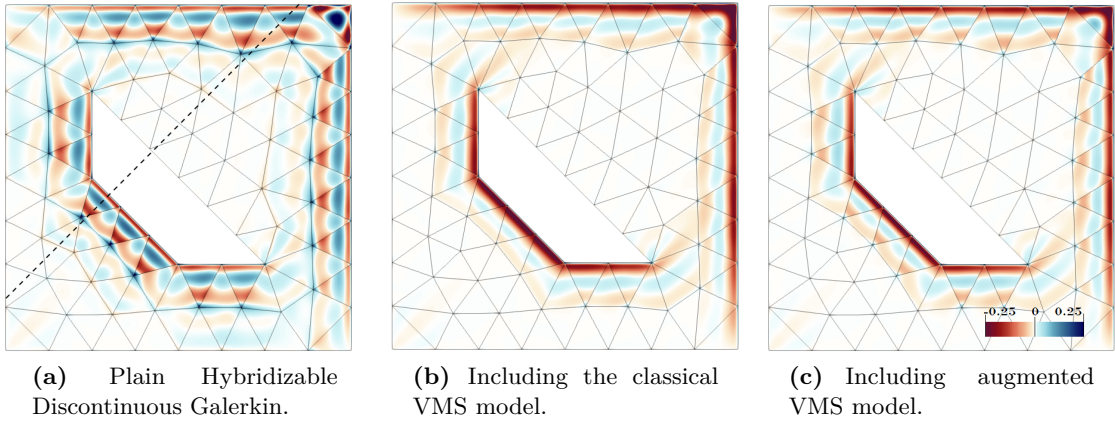 -0.25 0 0.25
(a) Plain Hybridizable
Discontinuous Galerkin.
(b) Including the classical
VMS model.
(c) Including augmented
VMS model.